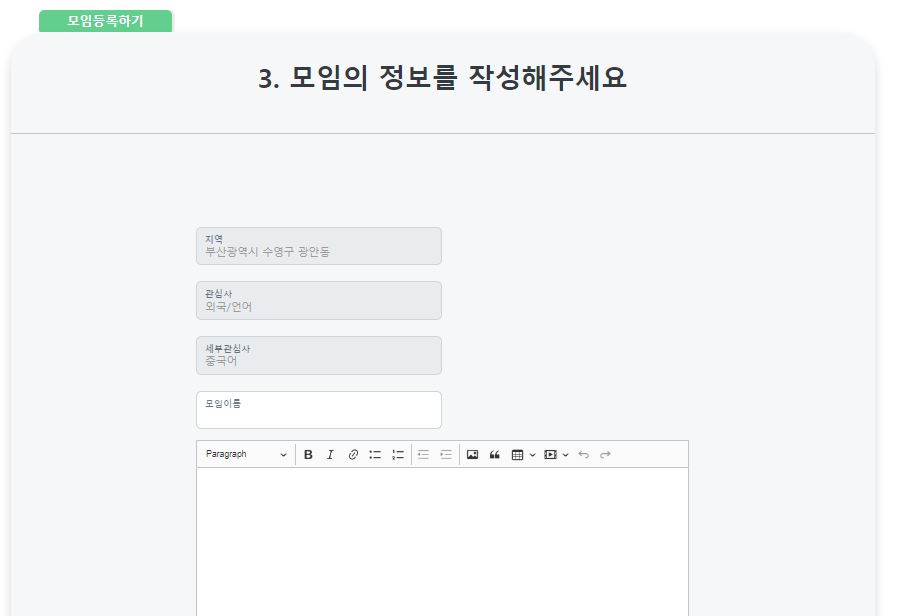 모임등록하기
3. 모임의 정보를 작성해주세요
지역
부산광역시 수영구 광안동
관심사
외국/언어
세부관심사
중국어
모임이름
Paragraph